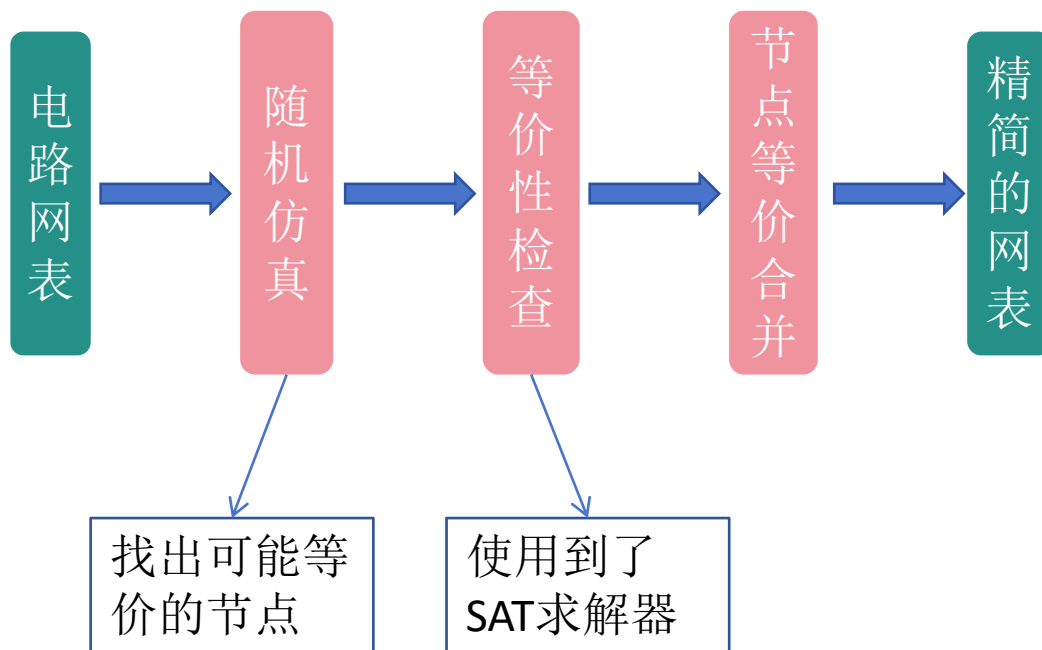 电路网表
随机仿真
等价性检查
节点等价合并
精简的网表
找出可能等
价的节点
使用到了
SAT求解器